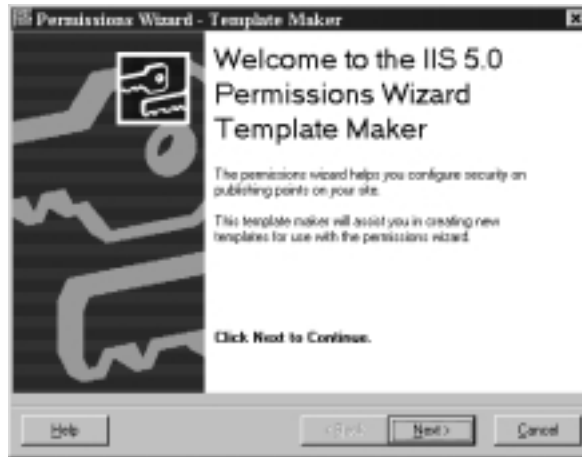 Permissions Wizard - Template Maker
Welcome to the IIS 5.0
Permissions Wizard
Template Maker
The permissions wizard helps you configure security on
publishing points on your site.
This template maker will assist you in creating new
templates for use with the permissions wizard.
Click Next to Continue.
Help
< Back
Next >
Cancel